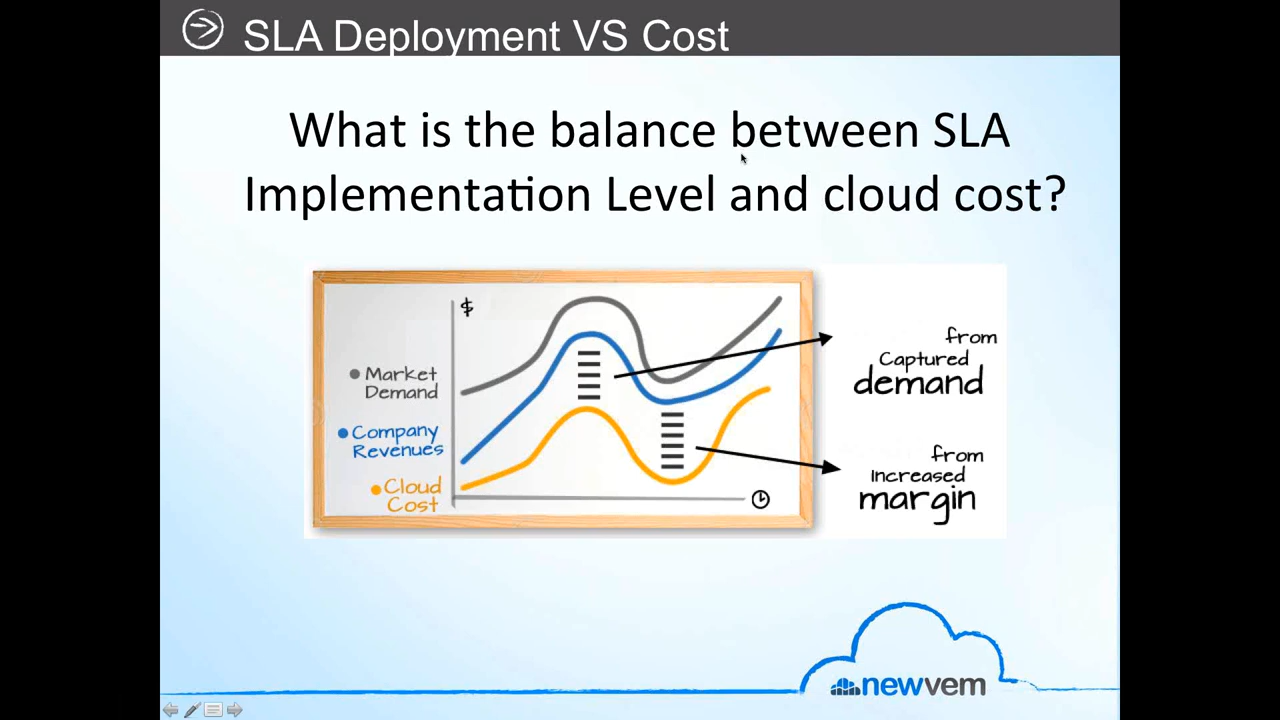 SLA Deployment VS Cost
What is the balance between SLA
Implementation Level and cloud cost?
$
Market
Demand
Company
Revenues
Cloud
Cost
from
Captured
demand
from
Increased
margin
newvem